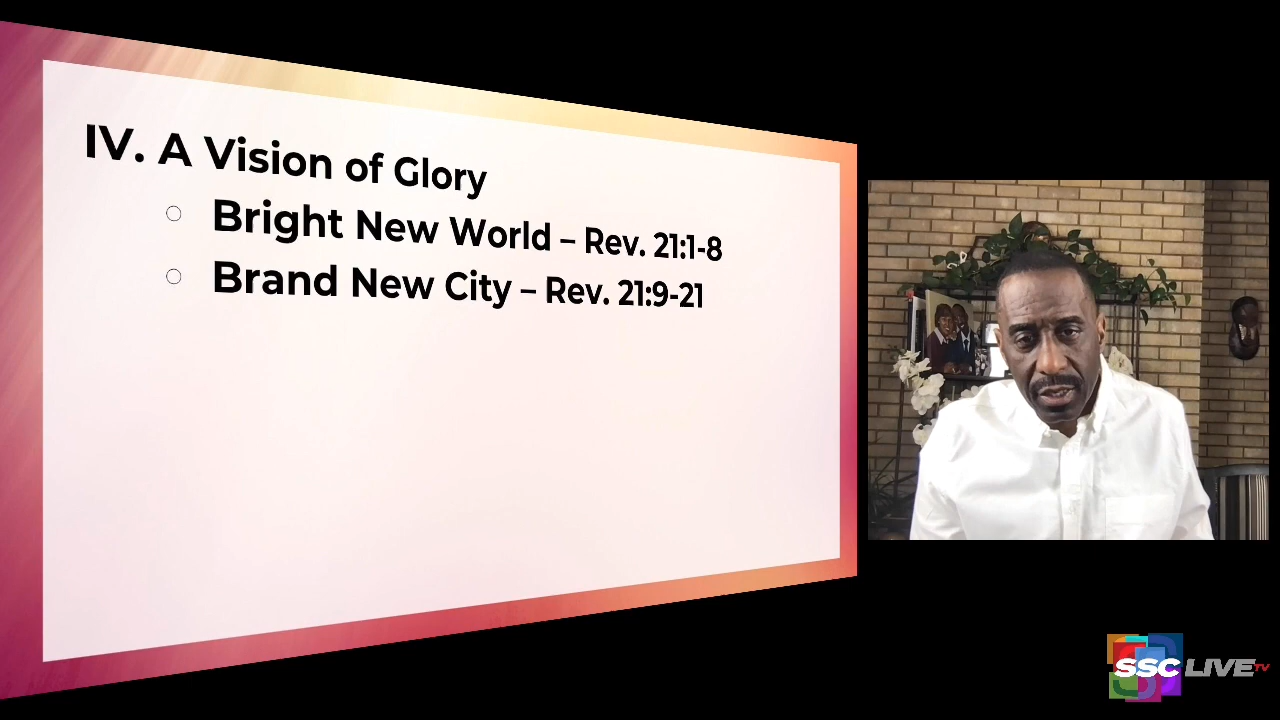 IV. A Vision of Glory
Bright New World – Rev. 21:1-8
Brand New City – Rev. 21:9-21
SSC LIVE TV